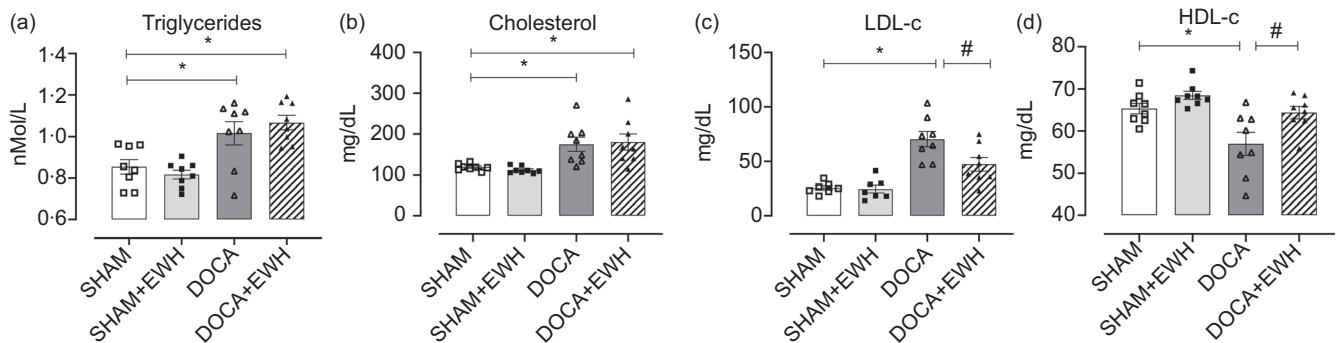 (a) Triglycerides
nMol/L
1·4
1·2
1·0
0·8
0·6
*
*
SHAM
SHAM+EWH
DOCA
DOCA+EWH
(b) Cholesterol
mg/dL
400
300
200
100
0
*
*
SHAM
SHAM+EWH
DOCA
DOCA+EWH
(c) LDL-c
mg/dL
150
100
50
0
* #
SHAM
SHAM+EWH
DOCA
DOCA+EWH
(d) HDL-c
mg/dL
80
70
60
50
40
* #
SHAM
SHAM+EWH
DOCA
DOCA+EWH